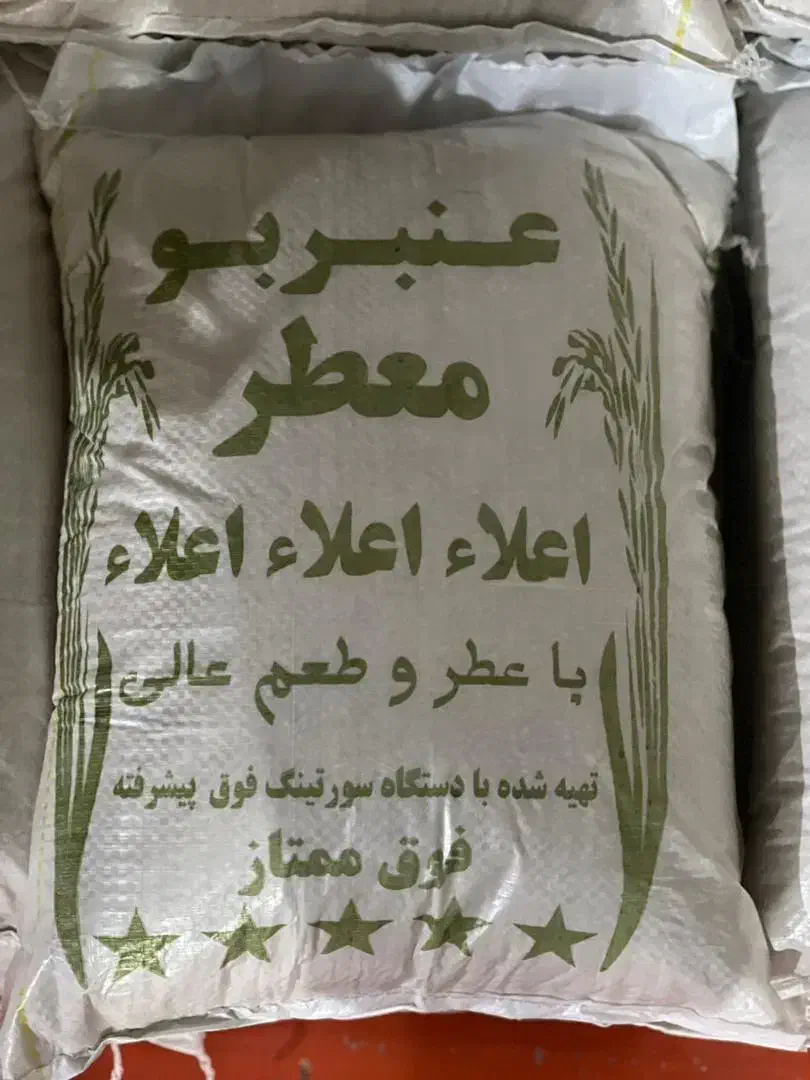 عنبربو
معطر
اعلاء اعلاء اعلاء
با عطر و طعم عالی
تهیه شده با دستگاه سورتینگ فوق پیشرفته
فوق ممتاز